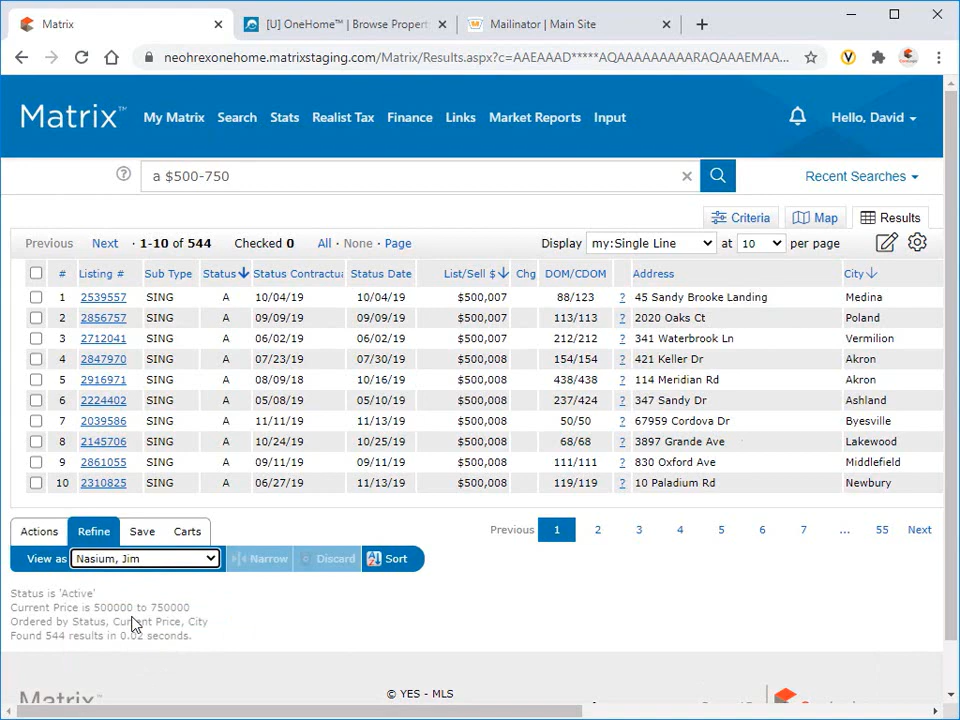 Matrix
[U] OneHome™ | Browse Propert
Mailinator | Main Site
neohrexonehome.matrixstaging.com/Matrix/Results.aspx?c=AAEAAAD*****AQAAAAAAAAARAQAAAEMAA...
Matrix™
My Matrix Search Stats Realist Tax Finance Links Market Reports Input
Hello, David
a $500-750
Recent Searches
Criteria Map Results
Previous Next · 1-10 of 544 Checked 0 All · None · Page Display my:Single Line at 10 per page
# Listing # Sub Type Status Status Contractua Status Date List/Sell $ Chg DOM/CDOM Address City
1 2539557 SING A 10/04/19 10/04/19 $500,007 88/123 ? 45 Sandy Brooke Landing Medina
2 2856757 SING A 09/09/19 09/09/19 $500,007 113/113 ? 2020 Oaks Ct Poland
3 2712041 SING A 06/02/19 06/02/19 $500,007 212/212 ? 341 Waterbrook Ln Vermilion
4 2847970 SING A 07/23/19 07/30/19 $500,008 154/154 ? 421 Keller Dr Akron
5 2916971 SING A 08/09/18 10/16/19 $500,008 438/438 ? 114 Meridian Rd Akron
6 2224402 SING A 05/08/19 05/10/19 $500,008 237/424 ? 347 Sandy Dr Ashland
7 2039586 SING A 11/11/19 11/13/19 $500,008 50/50 ? 67959 Cordova Dr Byesville
8 2145706 SING A 10/24/19 10/25/19 $500,008 68/68 ? 3897 Grande Ave Lakewood
9 2861055 SING A 09/11/19 09/11/19 $500,008 111/111 ? 830 Oxford Ave Middlefield
10 2310825 SING A 06/27/19 11/13/19 $500,008 119/119 ? 10 Paladium Rd Newbury
Actions Refine Save Carts
Previous 1 2 3 4 5 6 7 ... 55 Next
View as Nasium, Jim Narrow Discard Sort
Status is 'Active'
Current Price is 500000 to 750000
Ordered by Status, Current Price, City
Found 544 results in 0.02 seconds.
© YES - MLS
Matrix™